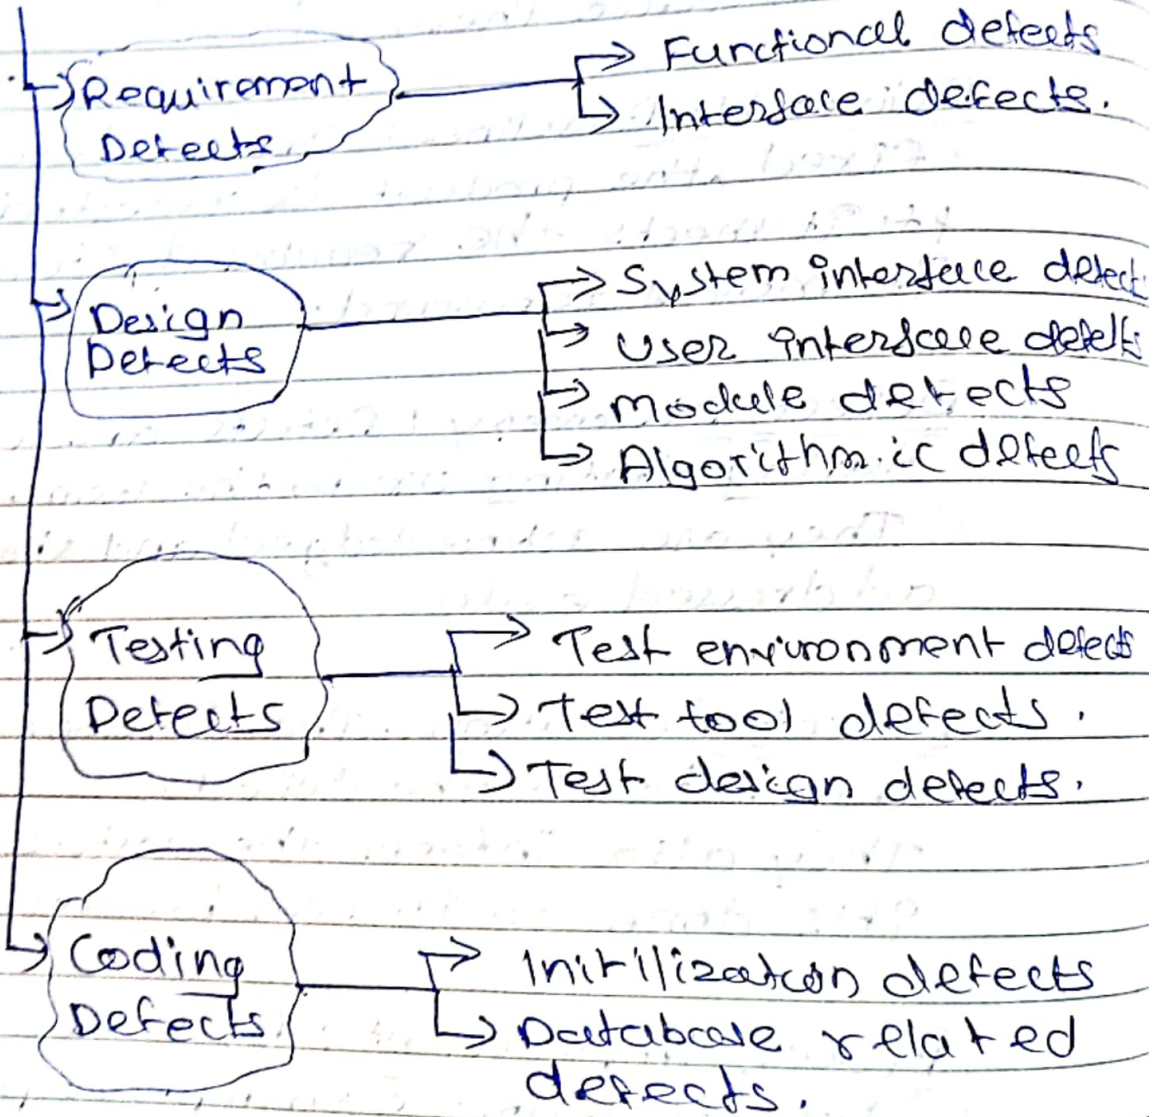 Requirement
Defects
Functional defects
Interface defects.
Design
Defects
System interface defect
User interface defects
Module defects
Algorithmic defects
Testing
Defects
Test environment defects
Test tool defects.
Test design defects.
Coding
Defects
Initilization defects
Database related
defects.